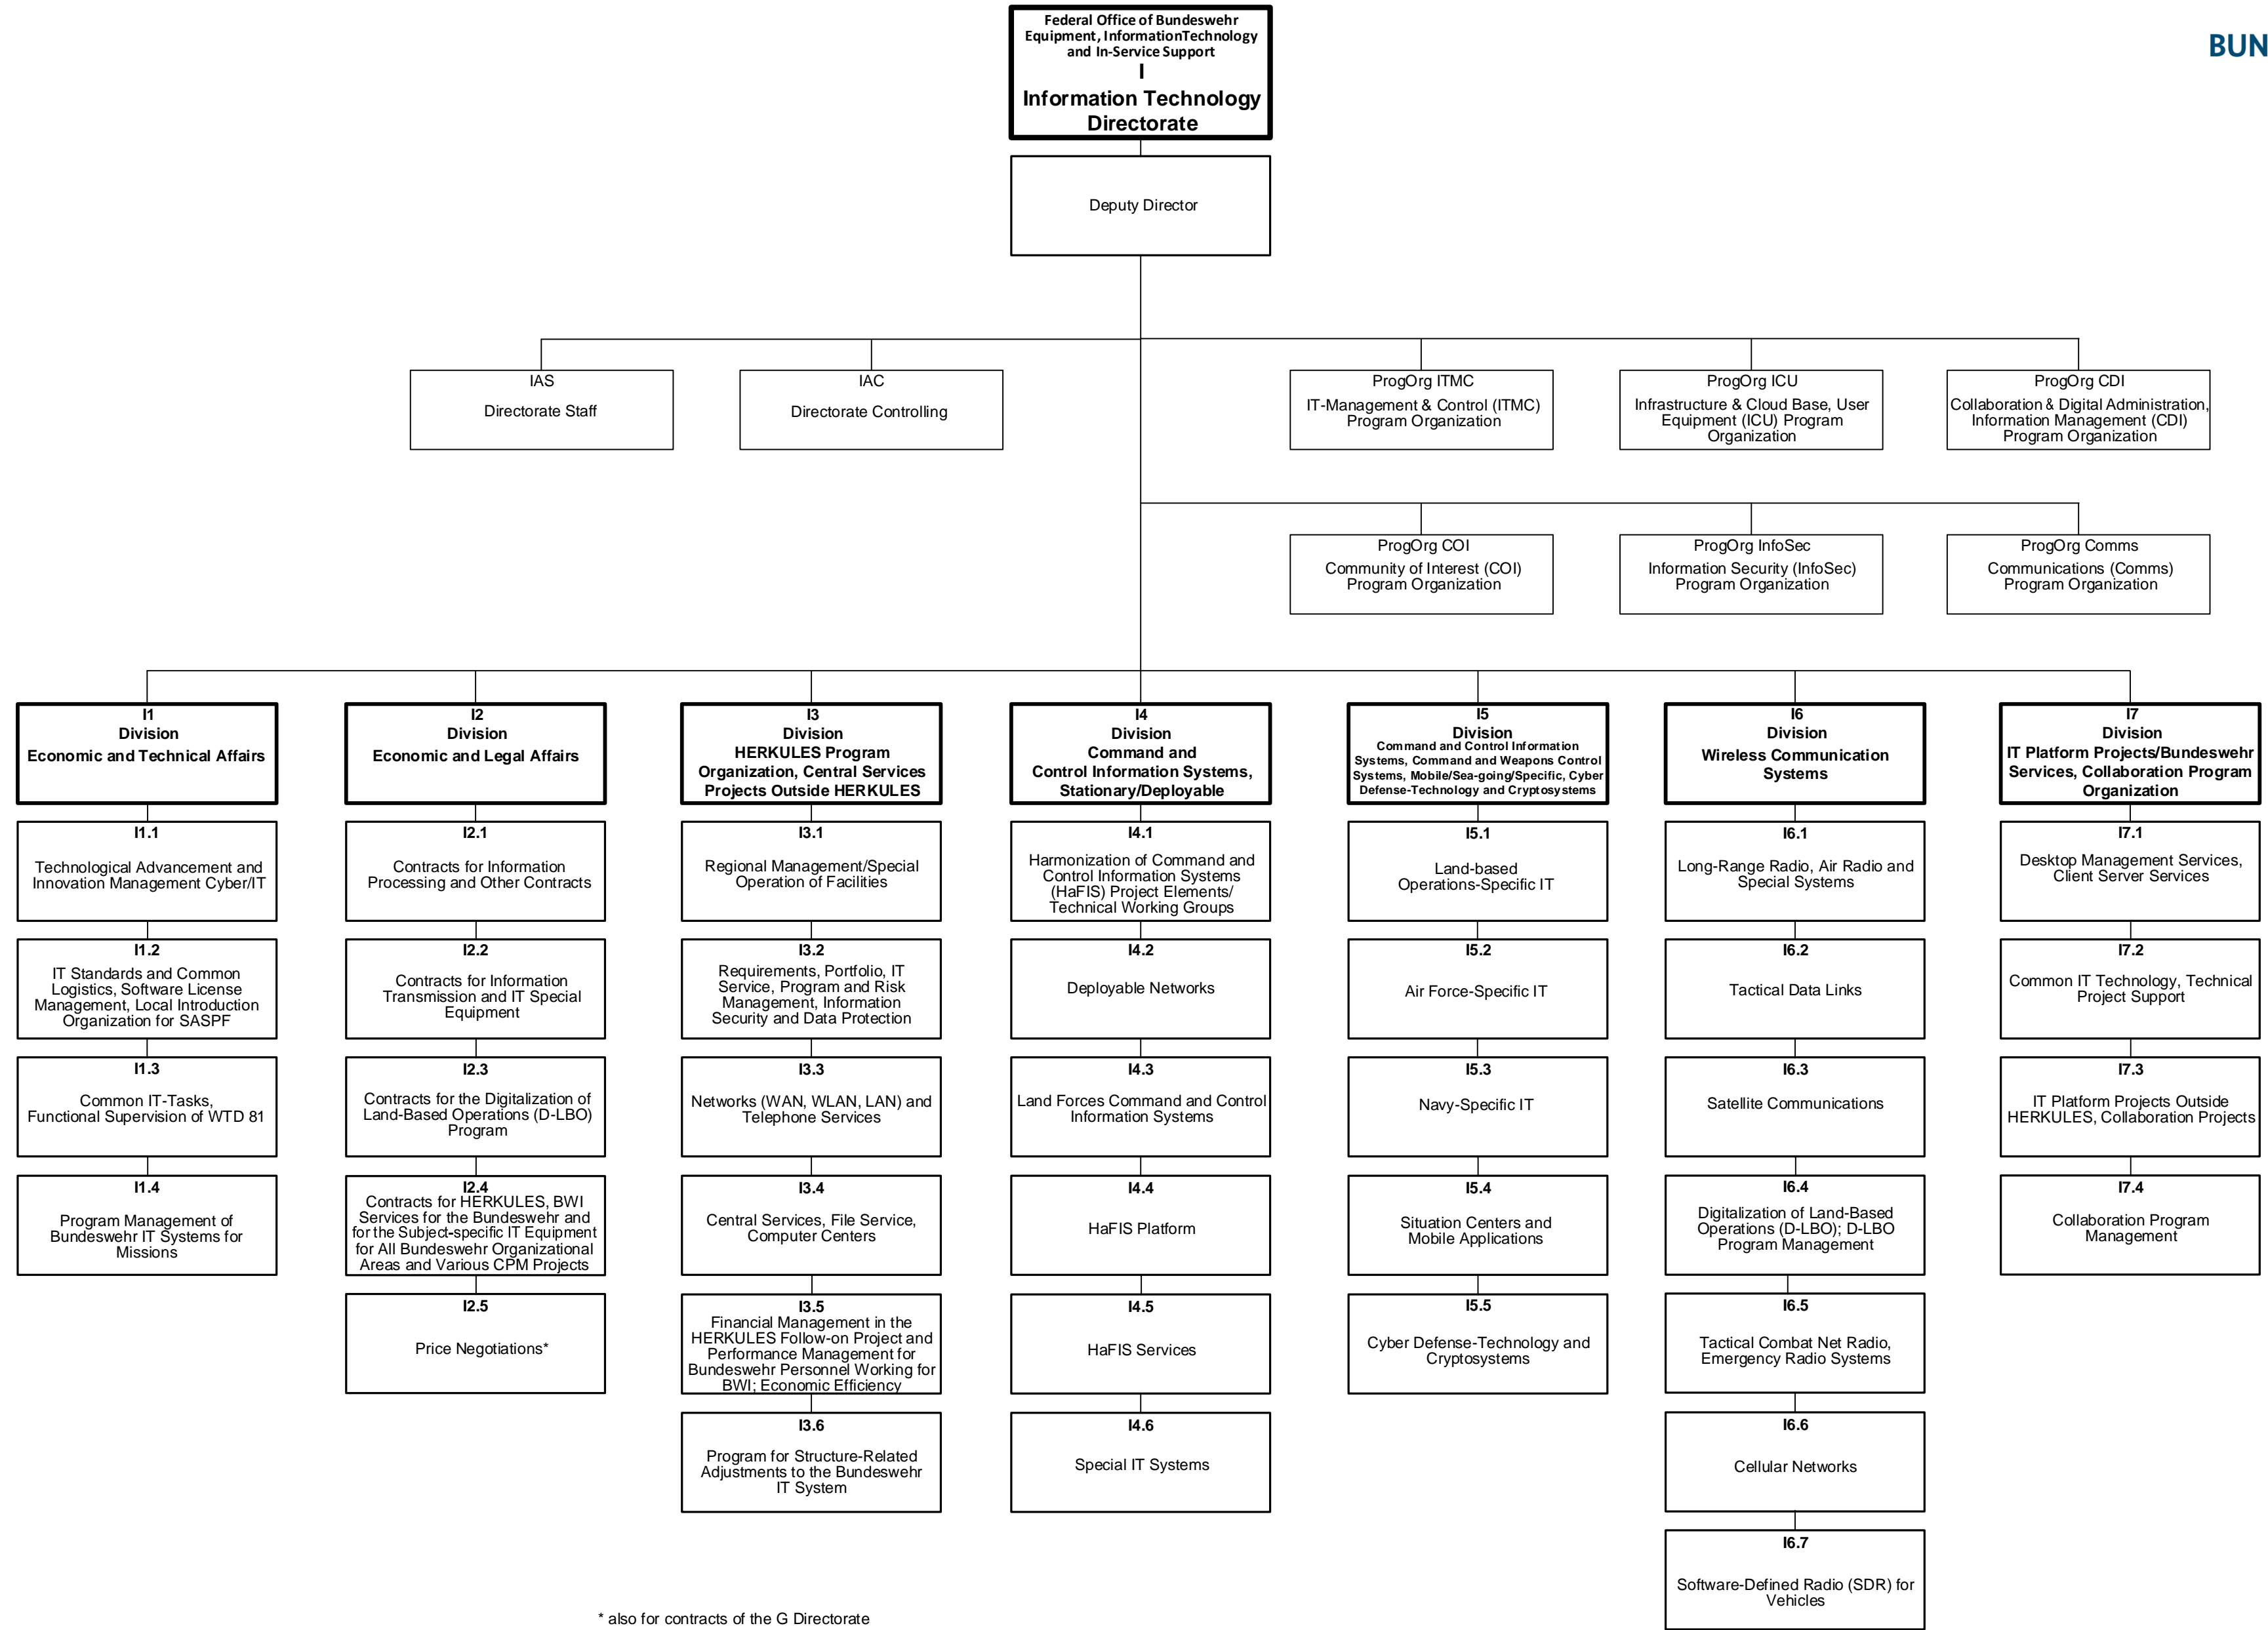 Federal Office of Bundeswehr
Equipment, InformationTechnology
and In-Service Support
I
Information Technology
Directorate
BUN
Deputy Director
IAS
Directorate Staff
IAC
Directorate Controlling
ProgOrg ITMC
IT-Management & Control (ITMC)
Program Organization
ProgOrg ICU
Infrastructure & Cloud Base, User
Equipment (ICU) Program
Organization
ProgOrg CDI
Collaboration & Digital Administration,
Information Management (CDI)
Program Organization
ProgOrg COI
Community of Interest (COI)
Program Organization
ProgOrg InfoSec
Information Security (InfoSec)
Program Organization
ProgOrg Comms
Communications (Comms)
Program Organization
I1
Division
Economic and Technical Affairs
I1.1
Technological Advancement and
Innovation Management Cyber/IT
I1.2
IT Standards and Common
Logistics, Software License
Management, Local Introduction
Organization for SASPF
I1.3
Common IT-Tasks,
Functional Supervision of WTD 81
I1.4
Program Management of
Bundeswehr IT Systems for
Missions
I2
Division
Economic and Legal Affairs
I2.1
Contracts for Information
Processing and Other Contracts
I2.2
Contracts for Information
Transmission and IT Special
Equipment
I2.3
Contracts for the Digitalization of
Land-Based Operations (D-LBO)
Program
I2.4
Contracts for HERKULES, BWI
Services for the Bundeswehr and
for the Subject-specific IT Equipment
for All Bundeswehr Organizational
Areas and Various CPM Projects
I2.5
Price Negotiations*
I3
Division
HERKULES Program
Organization, Central Services
Projects Outside HERKULES
I3.1
Regional Management/Special
Operation of Facilities
I3.2
Requirements, Portfolio, IT
Service, Program and Risk
Management, Information
Security and Data Protection
I3.3
Networks (WAN, WLAN, LAN) and
Telephone Services
I3.4
Central Services, File Service,
Computer Centers
I3.5
Financial Management in the
HERKULES Follow-on Project and
Performance Management for
Bundeswehr Personnel Working for
BWI; Economic Efficiency
I3.6
Program for Structure-Related
Adjustments to the Bundeswehr
IT System
I4
Division
Command and
Control Information Systems,
Stationary/Deployable
I4.1
Harmonization of Command and
Control Information Systems
(HaFIS) Project Elements/
Technical Working Groups
I4.2
Deployable Networks
I4.3
Land Forces Command and Control
Information Systems
I4.4
HaFIS Platform
I4.5
HaFIS Services
I4.6
Special IT Systems
I5
Division
Command and Control Information
Systems, Command and Weapons Control
Systems, Mobile/Sea-going/Specific, Cyber
Defense-Technology and Cryptosystems
I5.1
Land-based
Operations-Specific IT
I5.2
Air Force-Specific IT
I5.3
Navy-Specific IT
I5.4
Situation Centers and
Mobile Applications
I5.5
Cyber Defense-Technology and
Cryptosystems
I6
Division
Wireless Communication
Systems
I6.1
Long-Range Radio, Air Radio and
Special Systems
I6.2
Tactical Data Links
I6.3
Satellite Communications
I6.4
Digitalization of Land-Based
Operations (D-LBO); D-LBO
Program Management
I6.5
Tactical Combat Net Radio,
Emergency Radio Systems
I6.6
Cellular Networks
I6.7
Software-Defined Radio (SDR) for
Vehicles
I7
Division
IT Platform Projects/Bundeswehr
Services, Collaboration Program
Organization
I7.1
Desktop Management Services,
Client Server Services
I7.2
Common IT Technology, Technical
Project Support
I7.3
IT Platform Projects Outside
HERKULES, Collaboration Projects
I7.4
Collaboration Program
Management
* also for contracts of the G Directorate